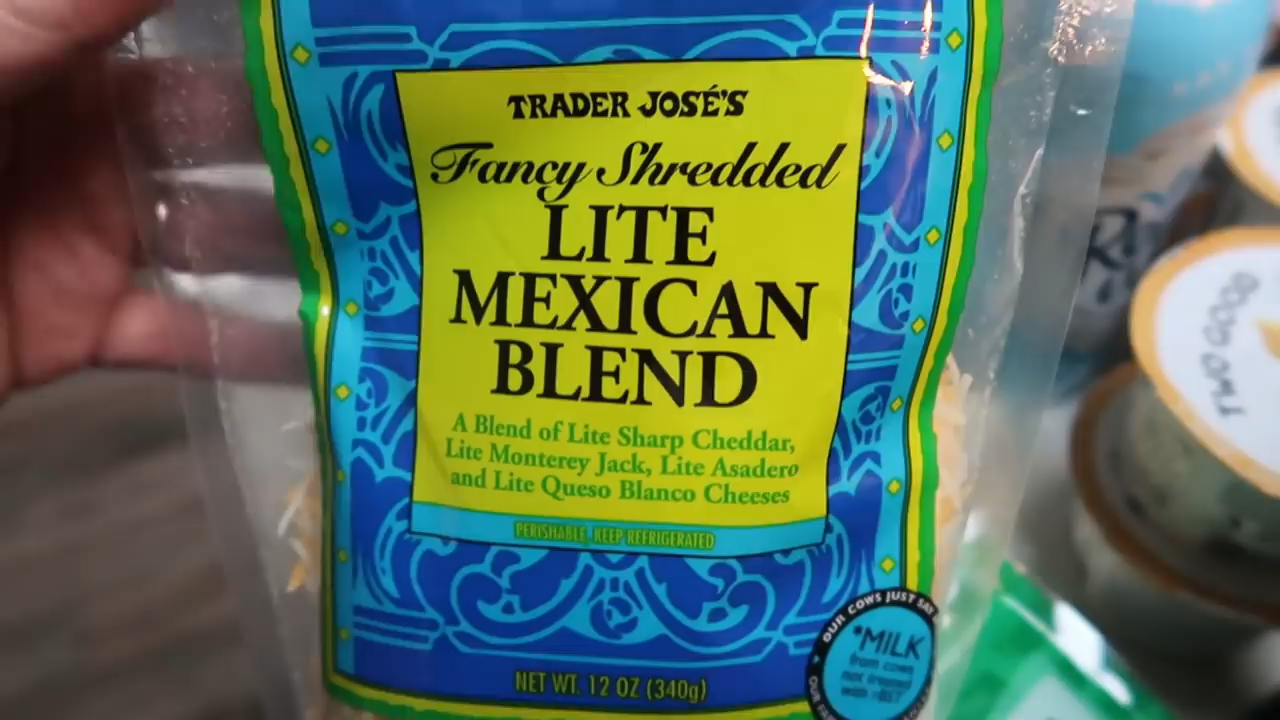 TRADER JOSÉ'S
Fancy Shredded
LITE
MEXICAN
BLEND
A Blend of Lite Sharp Cheddar,
Lite Monterey Jack, Lite Asadero
and Lite Queso Blanco Cheeses
PERISHABLE, KEEP REFRIGERATED
NET WT. 12 OZ (340g)
OUR COWS JUST SAY
*MILK
from cows
not treated
with rBST
TWO GOOD